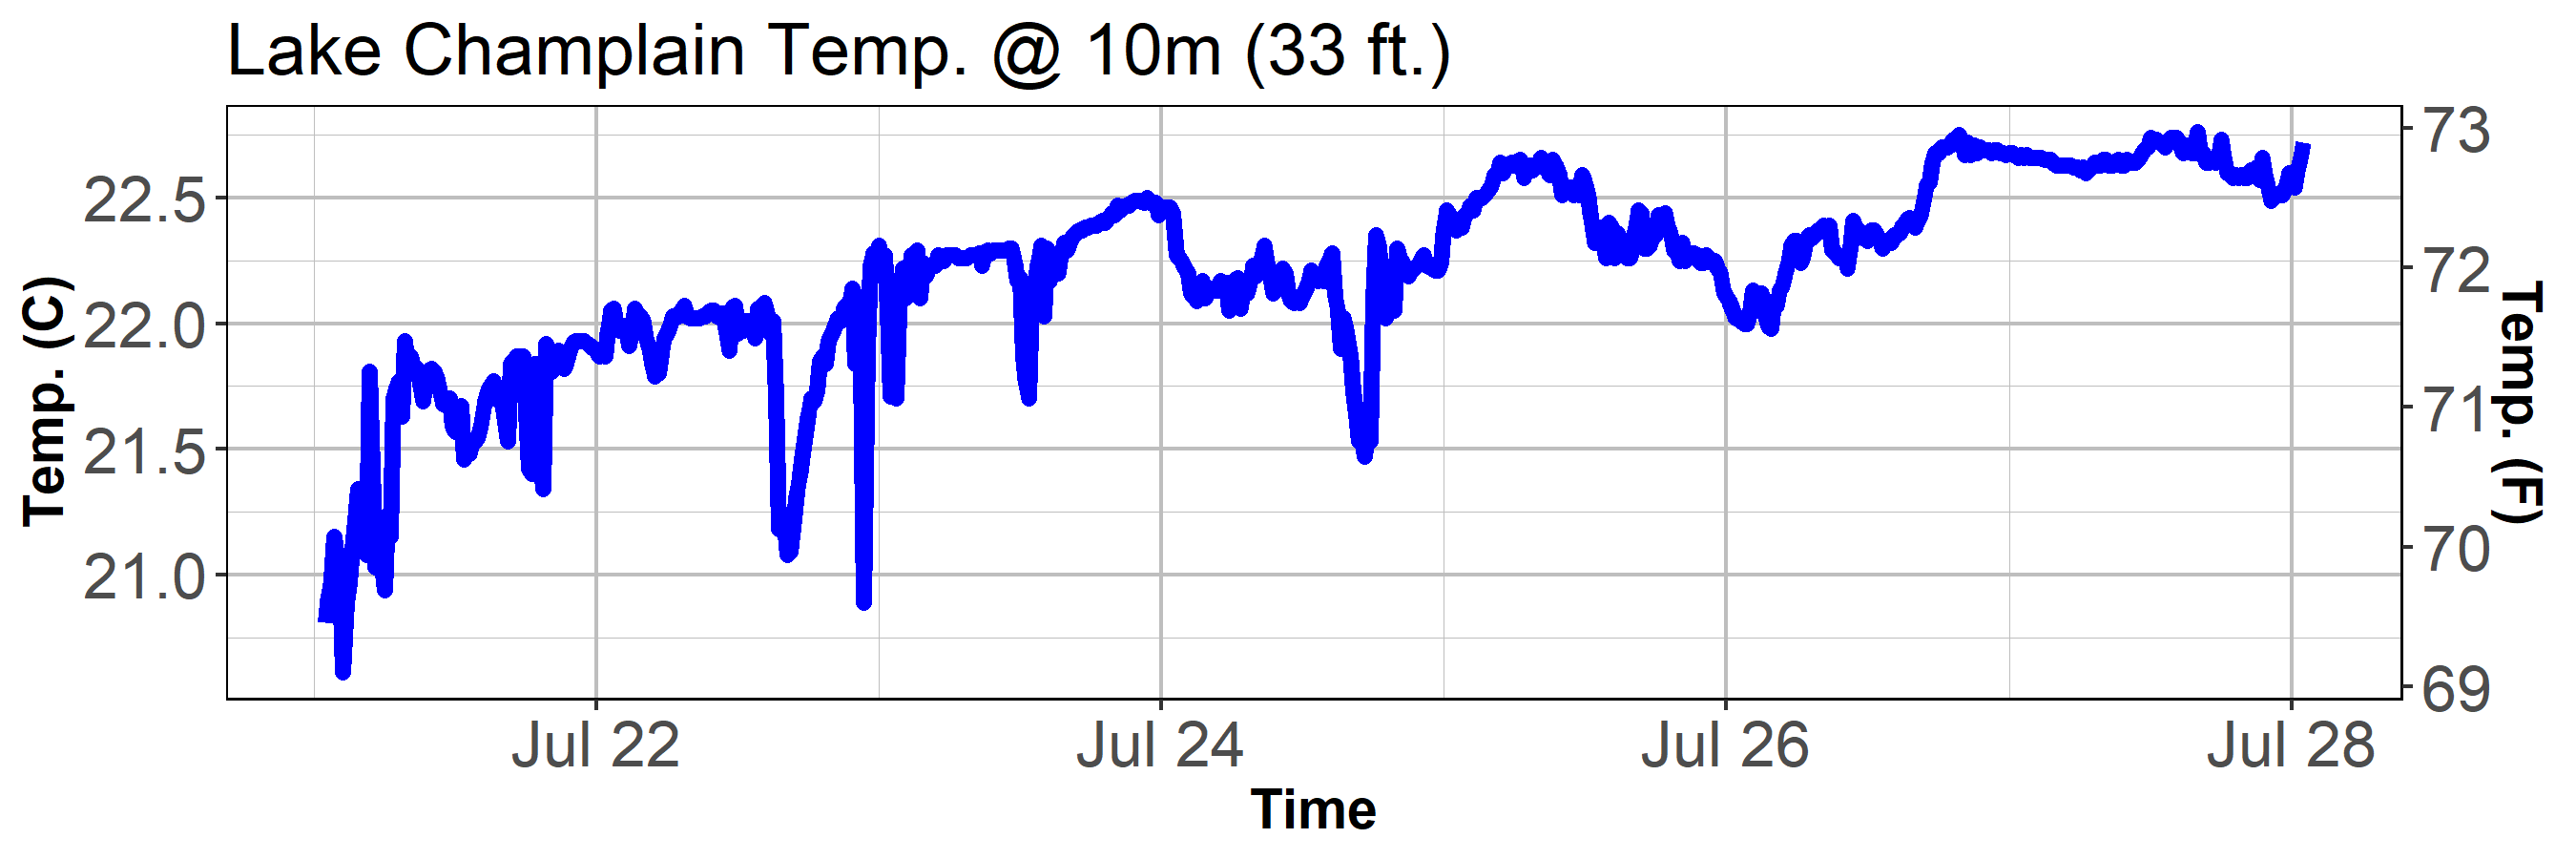 Lake Champlain Temp. @ 10m (33 ft.)
Temp. (C)
22.5
22.0
21.5
21.0
73
72
71
70
69
Temp. (F)
Jul 22
Jul 24
Jul 26
Jul 28
Time